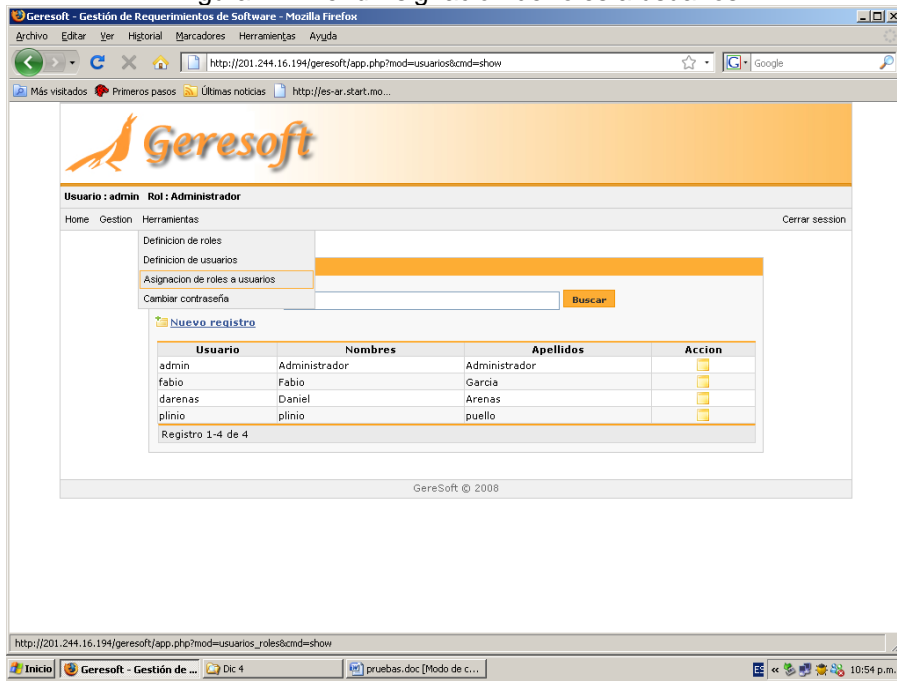 Geresoft - Gestión de Requerimientos de Software - Mozilla Firefox
Archivo Editar Ver Historial Marcadores Herramientas Ayuda
http://201.244.16.194/geresoft/app.php?mod=usuarios&cmd=show
G Google
Más visitados Primeros pasos Últimas noticias http://es-ar.start.mo...
Geresoft
Usuario : admin Rol : Administrador
Home Gestion Herramientas Cerrar session
Definicion de roles
Definicion de usuarios
Asignacion de roles a usuarios
Cambiar contraseña
Buscar
Nuevo registro
Usuario Nombres Apellidos Accion
admin Administrador Administrador
fabio Fabio Garcia
darenas Daniel Arenas
plinio plinio puello
Registro 1-4 de 4
GereSoft © 2008
http://201.244.16.194/geresoft/app.php?mod=usuarios_roles&cmd=show
Inicio Geresoft - Gestión de ... Dic 4 pruebas.doc [Modo de c... ES « 10:54 p.m.